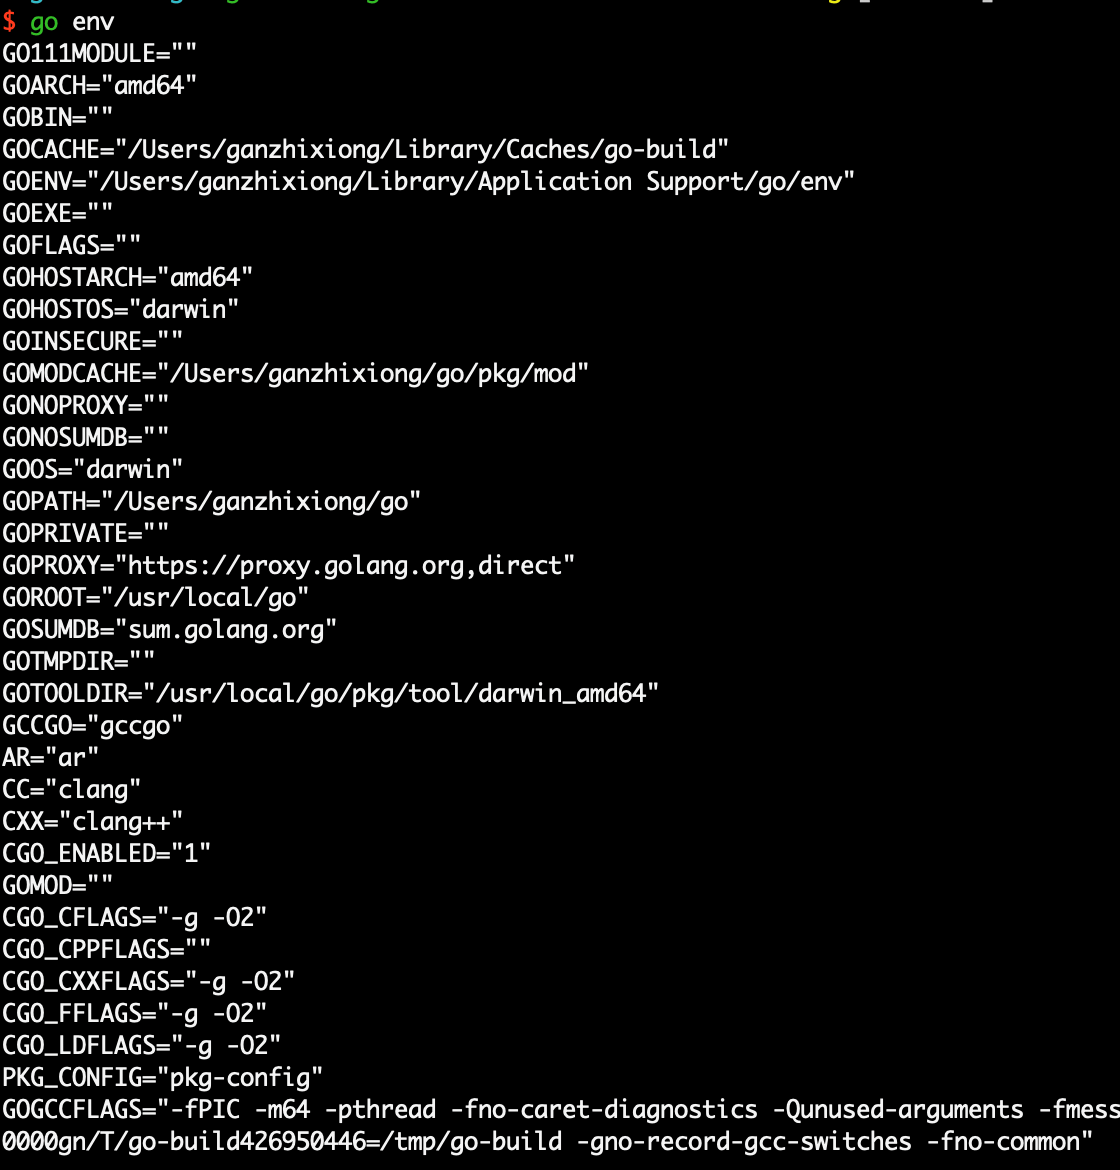 $ go env
GO111MODULE=""
GOARCH="amd64"
GOBIN=""
GOCACHE="/Users/ganzhixiong/Library/Caches/go-build"
GOENV="/Users/ganzhixiong/Library/Application Support/go/env"
GOEXE=""
GOFLAGS=""
GOHOSTARCH="amd64"
GOHOSTOS="darwin"
GOINSECURE=""
GOMODCACHE="/Users/ganzhixiong/go/pkg/mod"
GONOPROXY=""
GONOSUMDB=""
GOOS="darwin"
GOPATH="/Users/ganzhixiong/go"
GOPRIVATE=""
GOPROXY="https://proxy.golang.org,direct"
GOROOT="/usr/local/go"
GOSUMDB="sum.golang.org"
GOTMPDIR=""
GOTOOLDIR="/usr/local/go/pkg/tool/darwin_amd64"
GCCGO="gccgo"
AR="ar"
CC="clang"
CXX="clang++"
CGO_ENABLED="1"
GOMOD=""
CGO_CFLAGS="-g -O2"
CGO_CPPFLAGS=""
CGO_CXXFLAGS="-g -O2"
CGO_FFLAGS="-g -O2"
CGO_LDFLAGS="-g -O2"
PKG_CONFIG="pkg-config"
GOGCCFLAGS="-fPIC -m64 -pthread -fno-caret-diagnostics -Qunused-arguments -fmess
0000gn/T/go-build426950446=/tmp/go-build -gno-record-gcc-switches -fno-common"